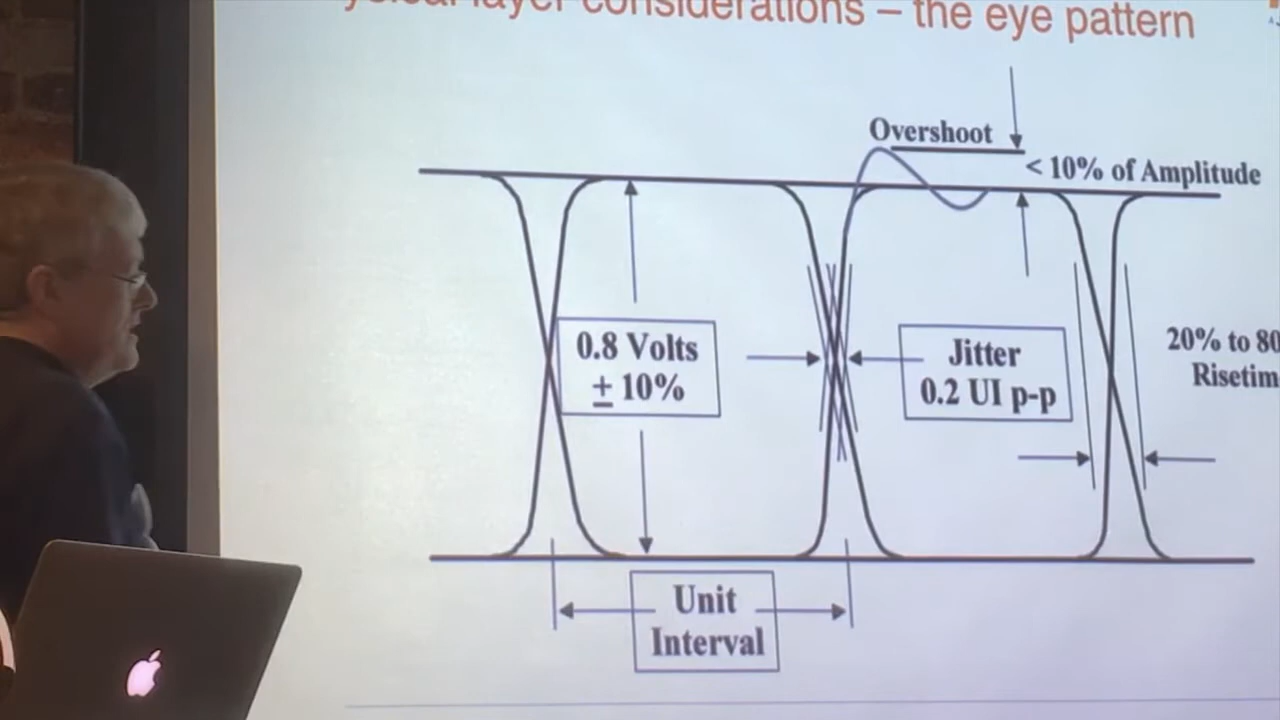 layer considerations – the eye pattern
Overshoot
< 10% of Amplitude
0.8 Volts
± 10%
Jitter
0.2 UI p-p
20% to 80
Risetim
Unit
Interval